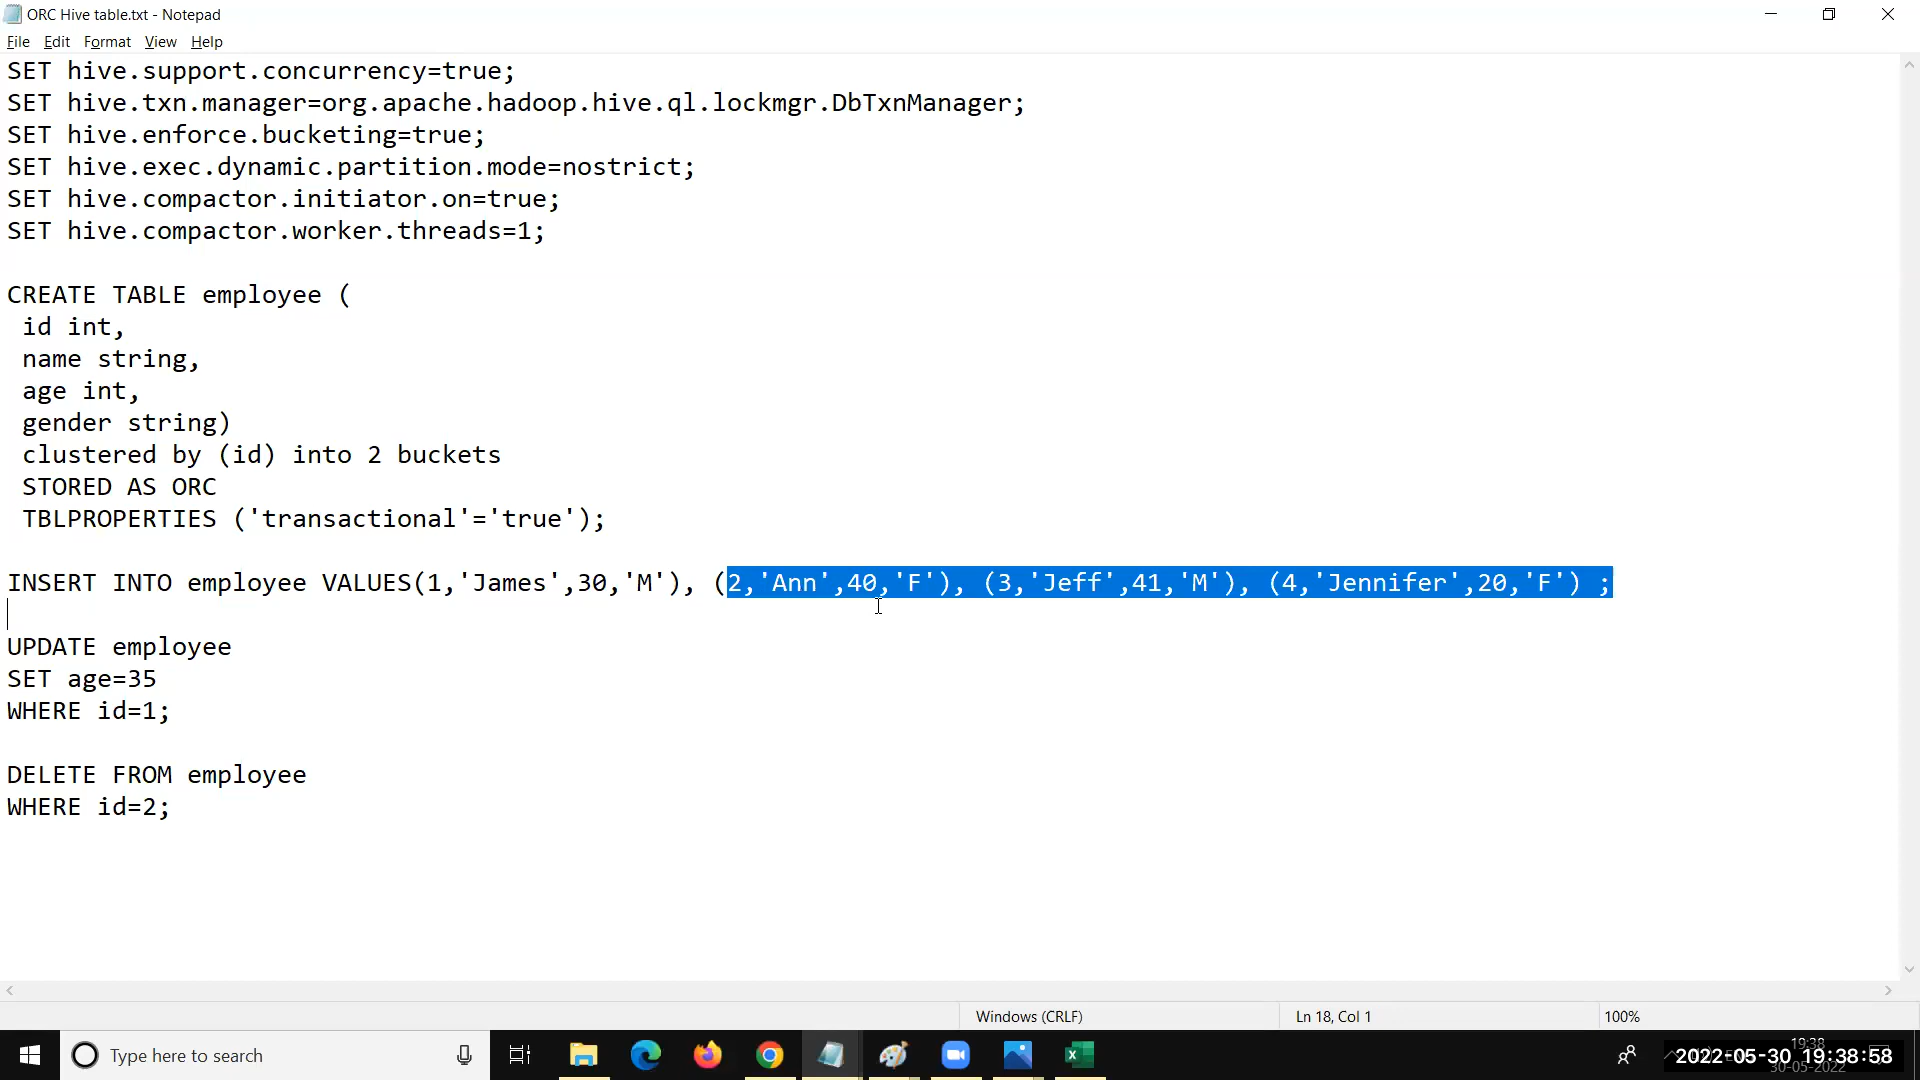 ORC Hive table.txt - Notepad
File Edit Format View Help
SET hive.support.concurrency=true;
SET hive.txn.manager=org.apache.hadoop.hive.ql.lockmgr.DbTxnManager;
SET hive.enforce.bucketing=true;
SET hive.exec.dynamic.partition.mode=nostrict;
SET hive.compactor.initiator.on=true;
SET hive.compactor.worker.threads=1;
CREATE TABLE employee (
id int,
name string,
age int,
gender string)
clustered by (id) into 2 buckets
STORED AS ORC
TBLPROPERTIES ('transactional'='true');
INSERT INTO employee VALUES(1,'James',30,'M'), (2,'Ann',40,'F'), (3,'Jeff',41,'M'), (4,'Jennifer',20,'F') ;
UPDATE employee
SET age=35
WHERE id=1;
DELETE FROM employee
WHERE id=2;
Windows (CRLF) Ln 18, Col 1 100%
Type here to search
19:38
2022-05-30 19:38:58
30-05-2022